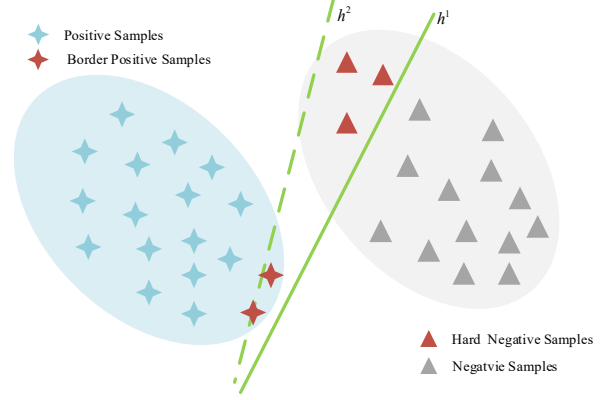 Positive Samples
Border Positive Samples
h²
h¹
Hard Negative Samples
Negatvie Samples